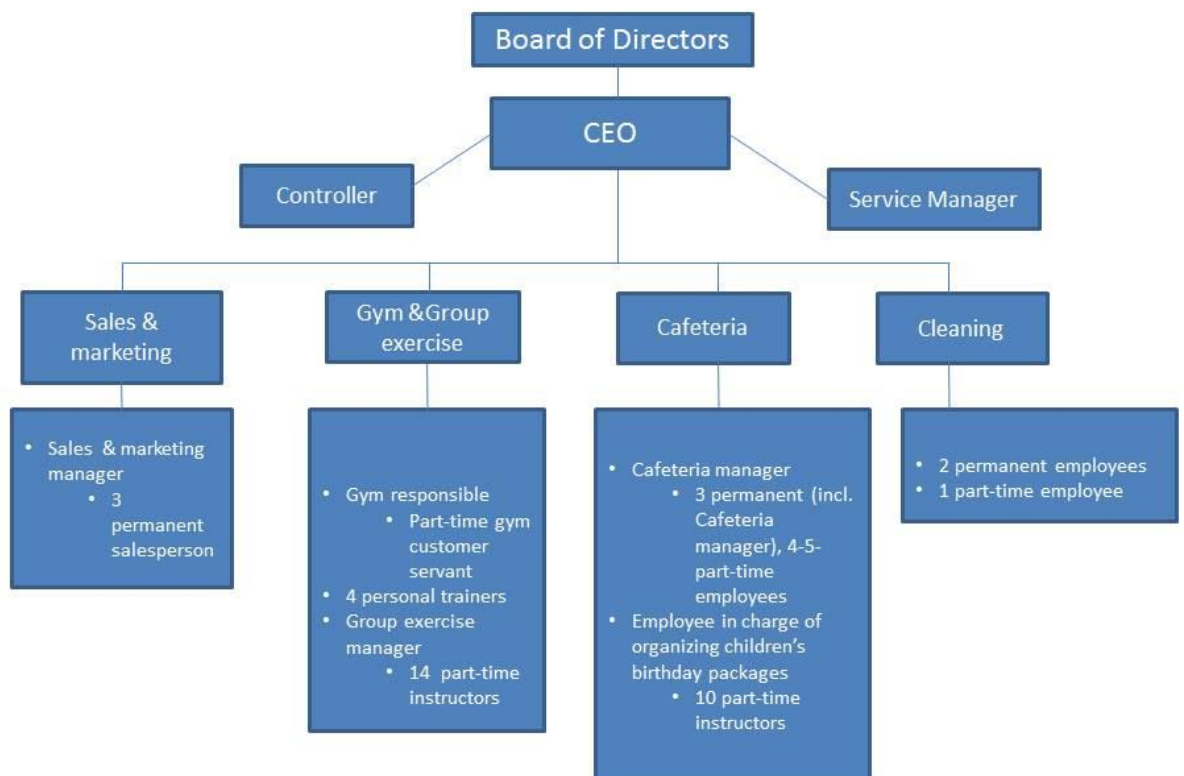 Board of Directors
CEO
Controller
Service Manager
Sales &
marketing
Gym &Group
exercise
Cafeteria
Cleaning
• Sales & marketing
manager
• 3
permanent
salesperson
• Gym responsible
• Part-time gym
customer
servant
• 4 personal trainers
• Group exercise
manager
• 14 part-time
instructors
• Cafeteria manager
• 3 permanent (incl.
Cafeteria
manager), 4-5-
part-time
employees
• Employee in charge of
organizing children’s
birthday packages
• 10 part-time
instructors
• 2 permanent employees
• 1 part-time employee